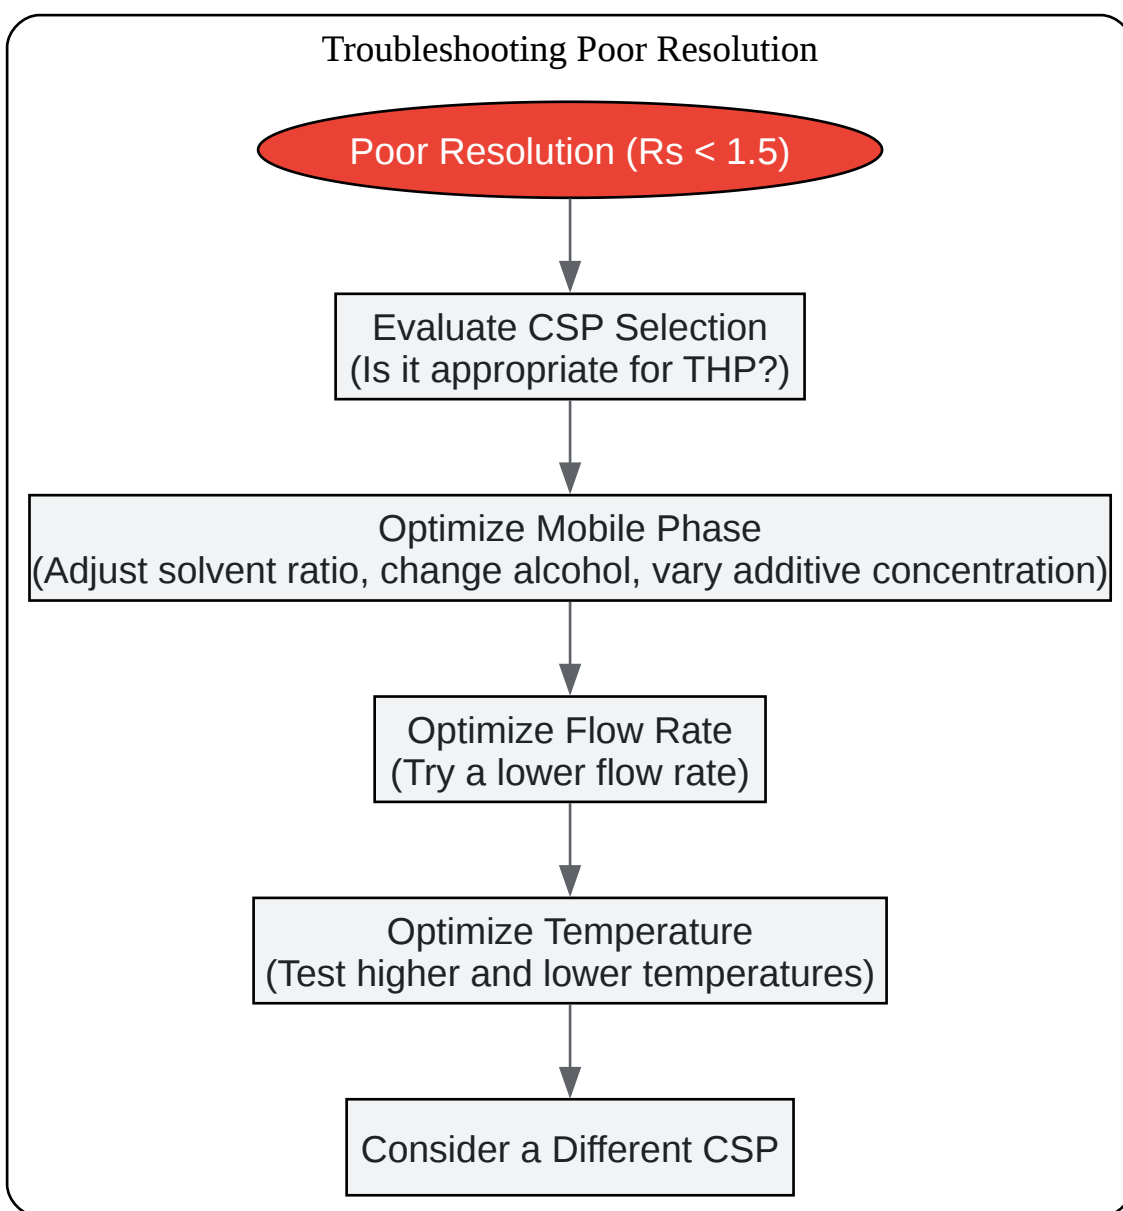 Troubleshooting Poor Resolution
Poor Resolution (Rs < 1.5)
Evaluate CSP Selection
(Is it appropriate for THP?)
Optimize Mobile Phase
(Adjust solvent ratio, change alcohol, vary additive concentration)
Optimize Flow Rate
(Try a lower flow rate)
Optimize Temperature
(Test higher and lower temperatures)
Consider a Different CSP